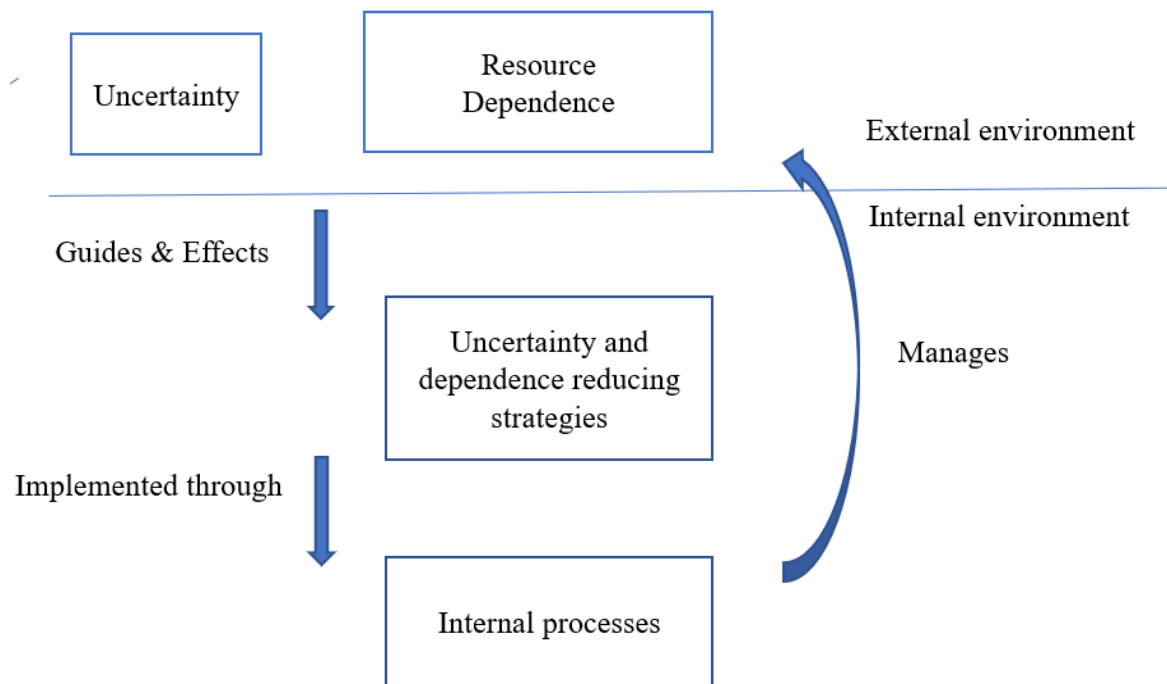 Uncertainty
Resource
Dependence
External environment
Internal environment
Guides & Effects
Uncertainty and
dependence reducing
strategies
Manages
Implemented through
Internal processes